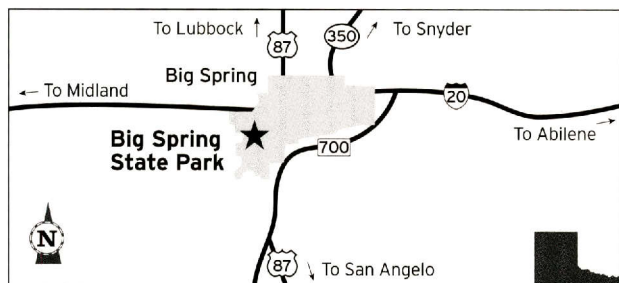 To Lubbock
87
350
To Snyder
Big Spring
To Midland
20
To Abilene
Big Spring
State Park
700
N
87
To San Angelo